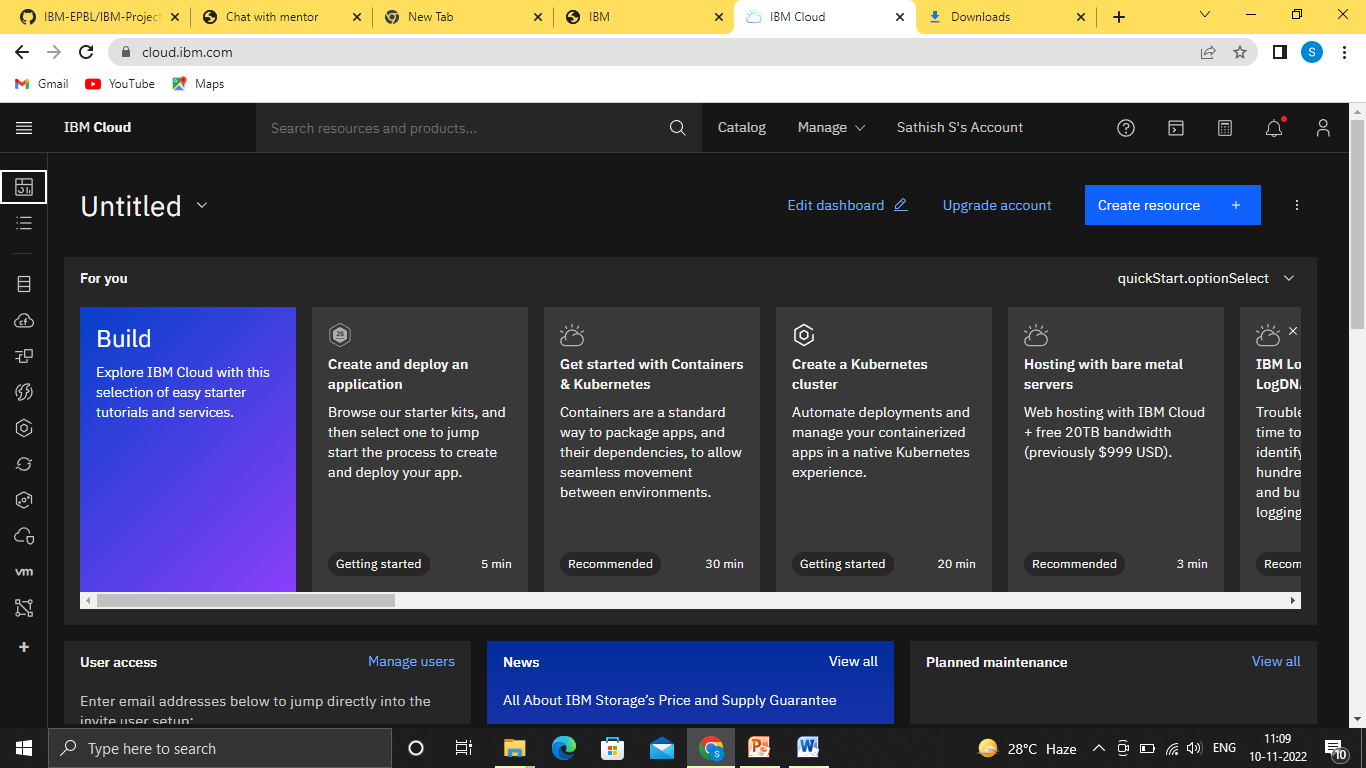 IBM-EPBL/IBM-Project
Chat with mentor
New Tab
IBM
IBM Cloud
Downloads
cloud.ibm.com
S
Gmail
YouTube
Maps
IBM Cloud
Search resources and products...
Catalog
Manage
Sathish S's Account
Untitled
Edit dashboard
Upgrade account
Create resource +
For you
quickStart.optionSelect
Build
Explore IBM Cloud with this
selection of easy starter
tutorials and services.
JS
Create and deploy an
application
Browse our starter kits, and
then select one to jump
start the process to create
and deploy your app.
Getting started
5 min
Get started with Containers
& Kubernetes
Containers are a standard
way to package apps, and
their dependencies, to allow
seamless movement
between environments.
Recommended
30 min
Create a Kubernetes
cluster
Automate deployments and
manage your containerized
apps in a native Kubernetes
experience.
Getting started
20 min
Hosting with bare metal
servers
Web hosting with IBM Cloud
+ free 20TB bandwidth
(previously $999 USD).
Recommended
3 min
IBM Lo
LogDNA
Trouble
time to
identify
hundre
and bu
logging
Recom
cf
vm
User access
Manage users
Enter email addresses below to jump directly into the
invite user setup:
News
View all
All About IBM Storage's Price and Supply Guarantee
Planned maintenance
View all
Type here to search
28°C Haze
ENG
11:09
10-11-2022
10